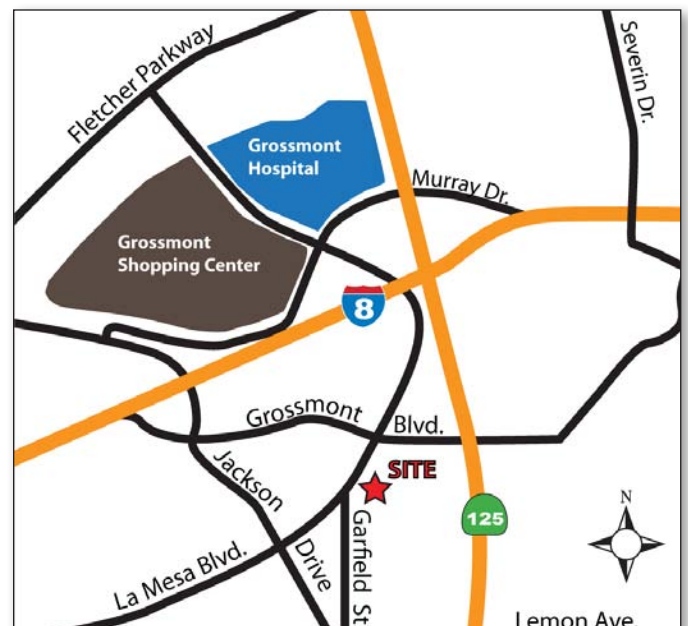 Fletcher Parkway
Severin Dr.
Grossmont
Hospital
Murray Dr.
Grossmont
Shopping Center
8
Grossmont Blvd.
SITE
Jackson Drive
125
Garfield St
N
La Mesa Blvd.
Lemon Ave.